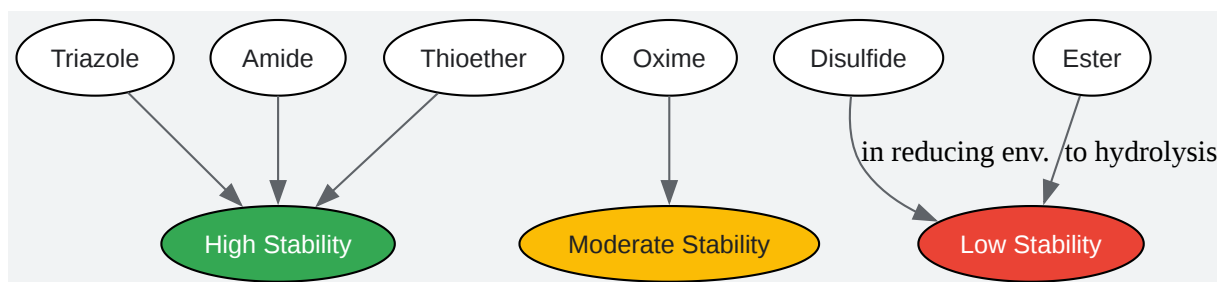 Triazole
Amide
Thioether
Oxime
Disulfide
Ester
in reducing env.
to hydrolysis
High Stability
Moderate Stability
Low Stability